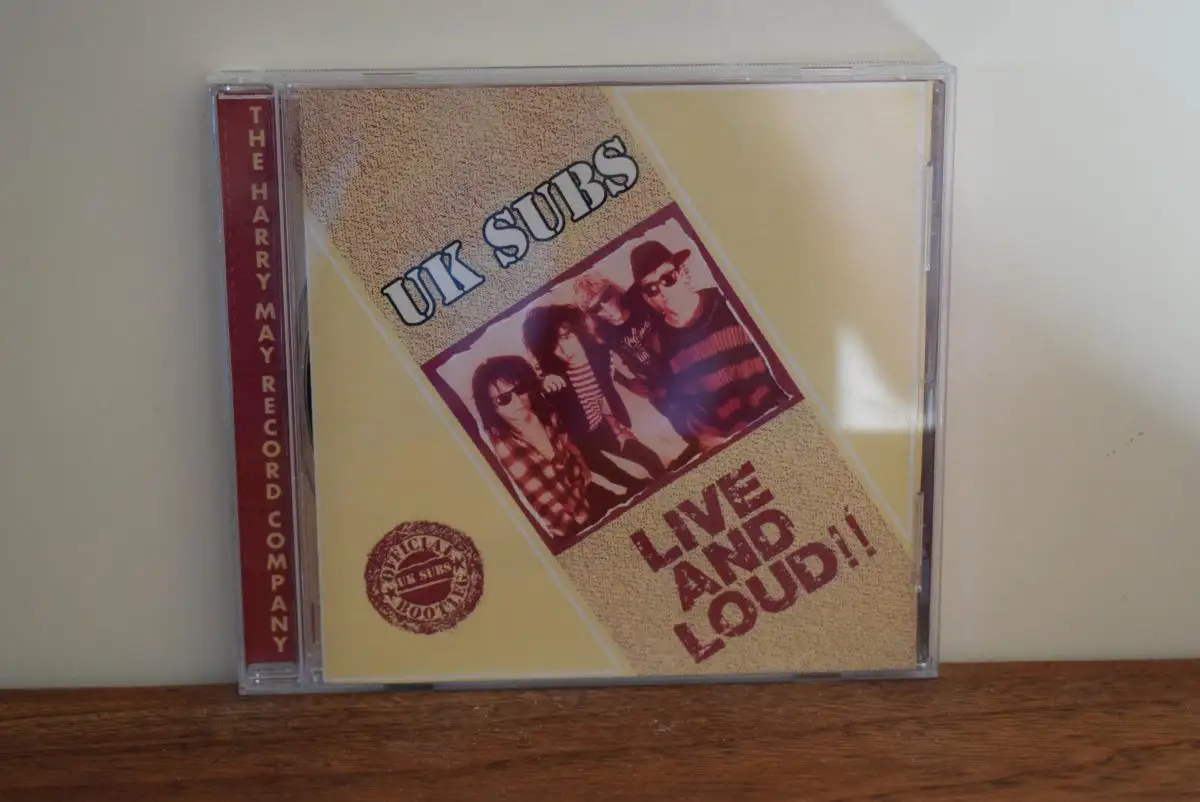 THE HARRY MAY RECORD COMPANY
UK SUBS
LIVE
AND
LOUD!!
OFFICIAL
UK SUBS
BOOTLEG